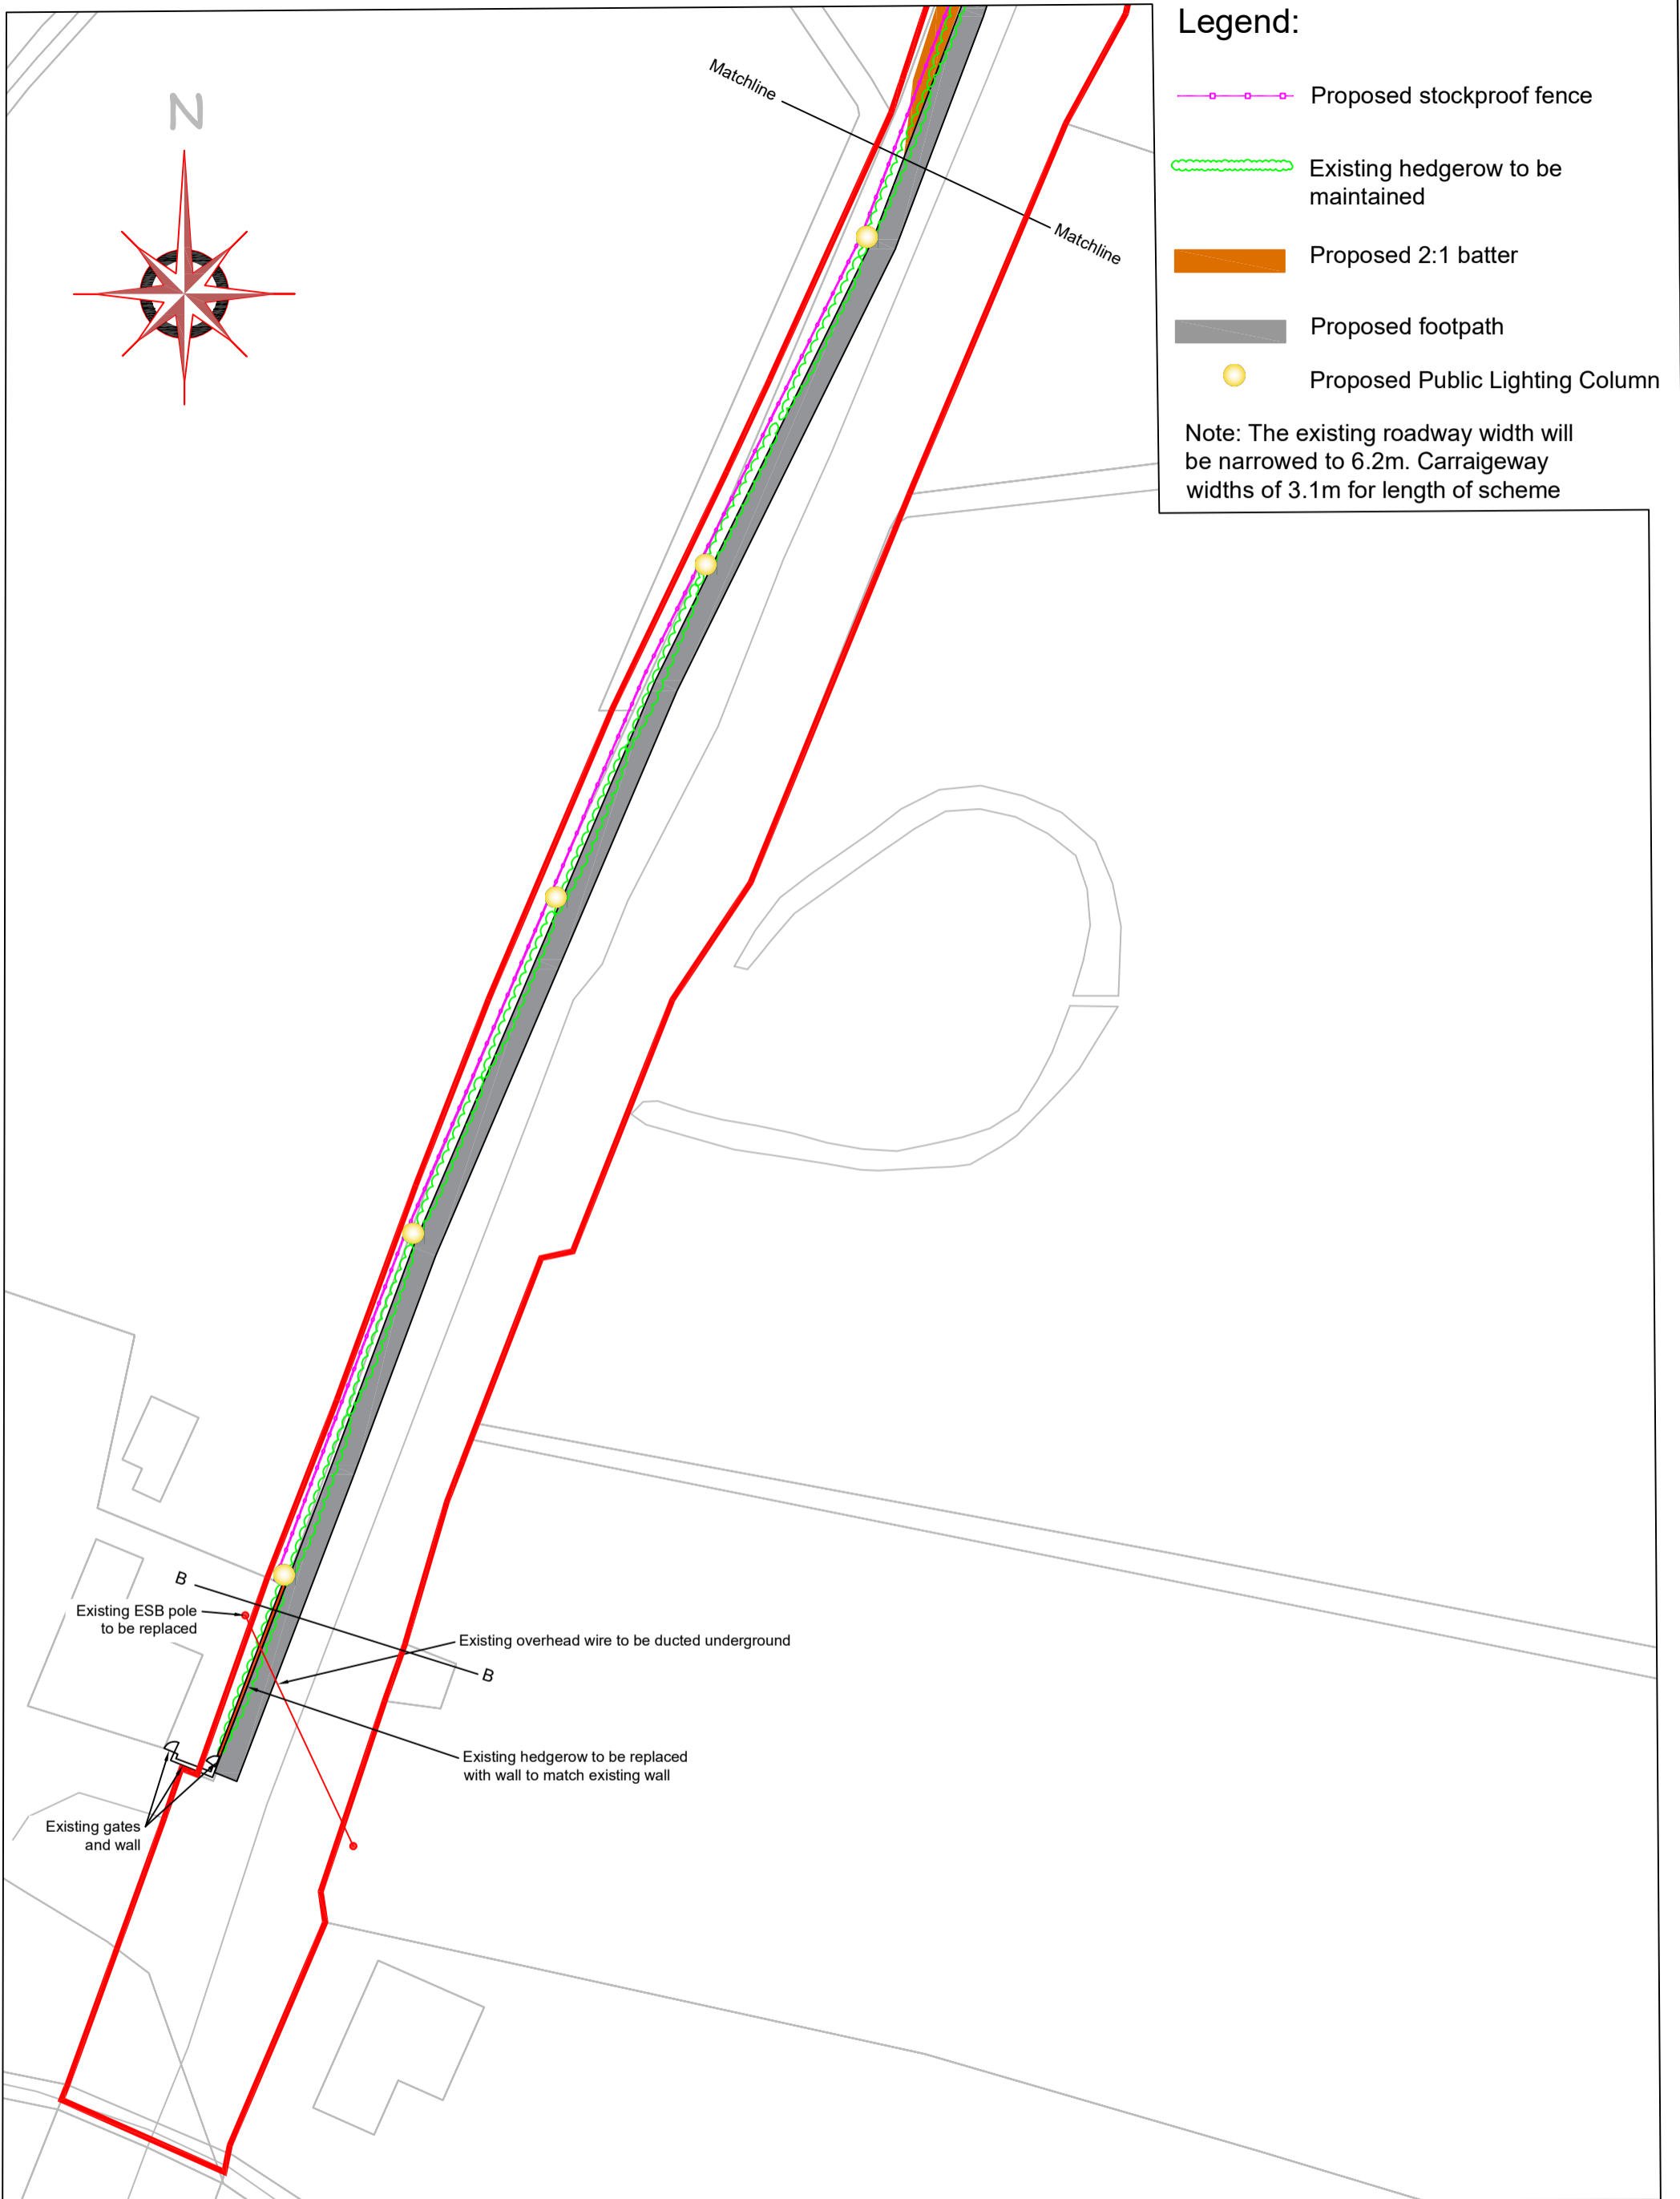 Legend:
Proposed stockproof fence
Existing hedgerow to be
maintained
Proposed 2:1 batter
Proposed footpath
Proposed Public Lighting Column
Note: The existing roadway width will
be narrowed to 6.2m. Carraigeway
widths of 3.1m for length of scheme
N
Matchline
Matchline
B
Existing ESB pole
to be replaced
Existing overhead wire to be ducted underground
B
Existing hedgerow to be replaced
with wall to match existing wall
Existing gates
and wall